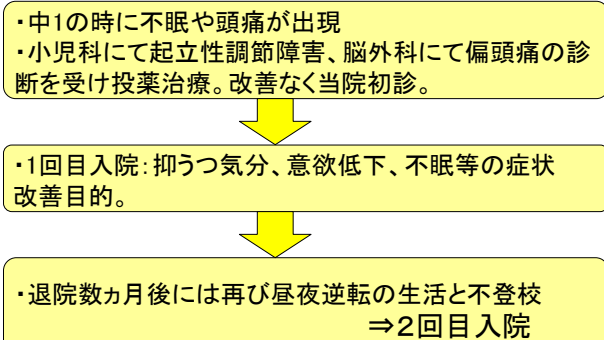 ・中1の時に不眠や頭痛が出現
・小児科にて起立性調節障害、脳外科にて偏頭痛の診
断を受け投薬治療。改善なく当院初診。
・1回目入院：抑うつ気分、意欲低下、不眠等の症状
改善目的。
・退院数ヵ月後には再び昼夜逆転の生活と不登校
⇒２回目入院